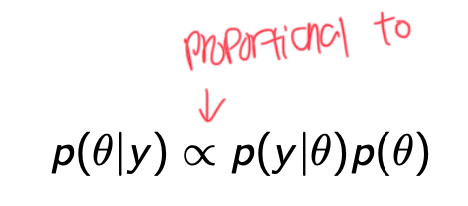 proportional to
p(θ|y) ∝ p(y|θ)p(θ)